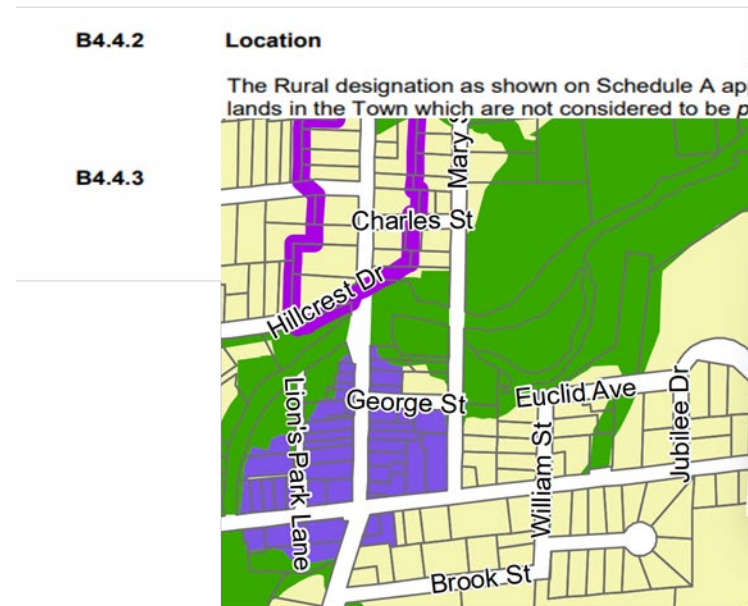 B4.4.2 Location
The Rural designation as shown on Schedule A
lands in the Town which are not considered to be
B4.4.3
Mary
Charles St
Hillcrest Dr
Lion's Park Lane
George St
Euclid Ave
William St
Jubilee Dr
Brook St